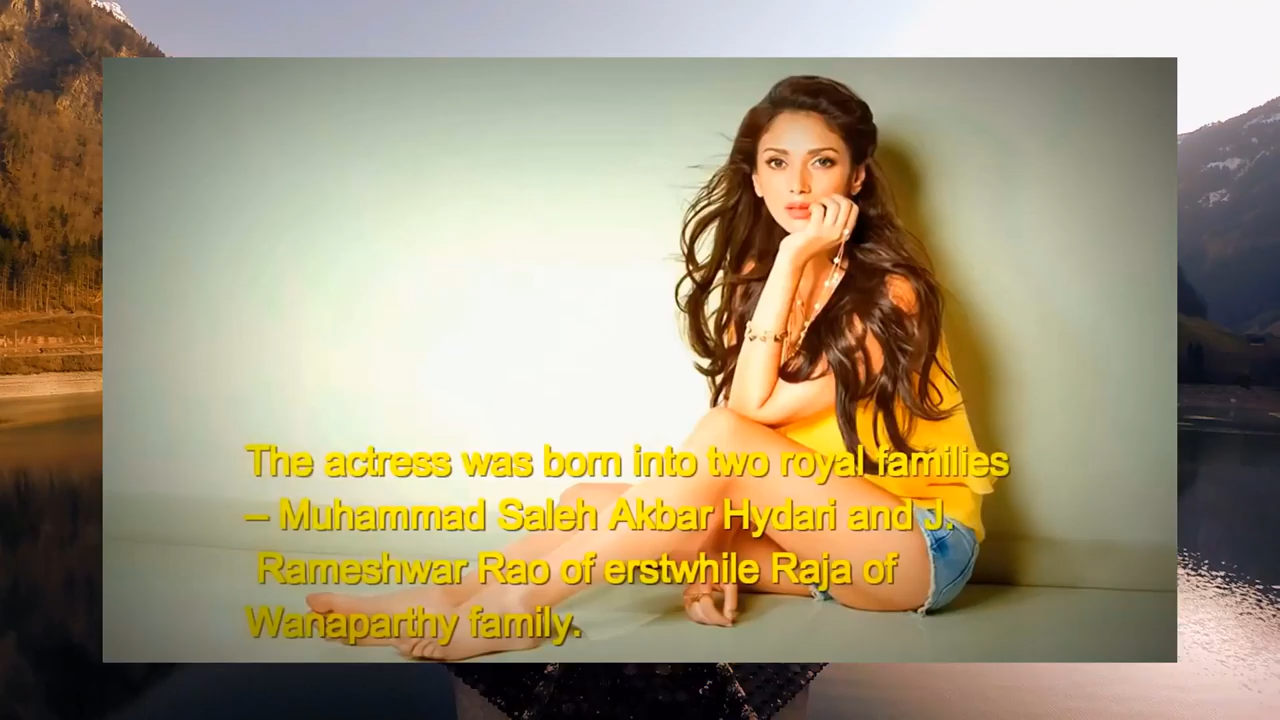 The actress was born into two royal families
– Muhammad Saleh Akbar Hydari and J.
Rameshwar Rao of erstwhile Raja of
Wanaparthy family.